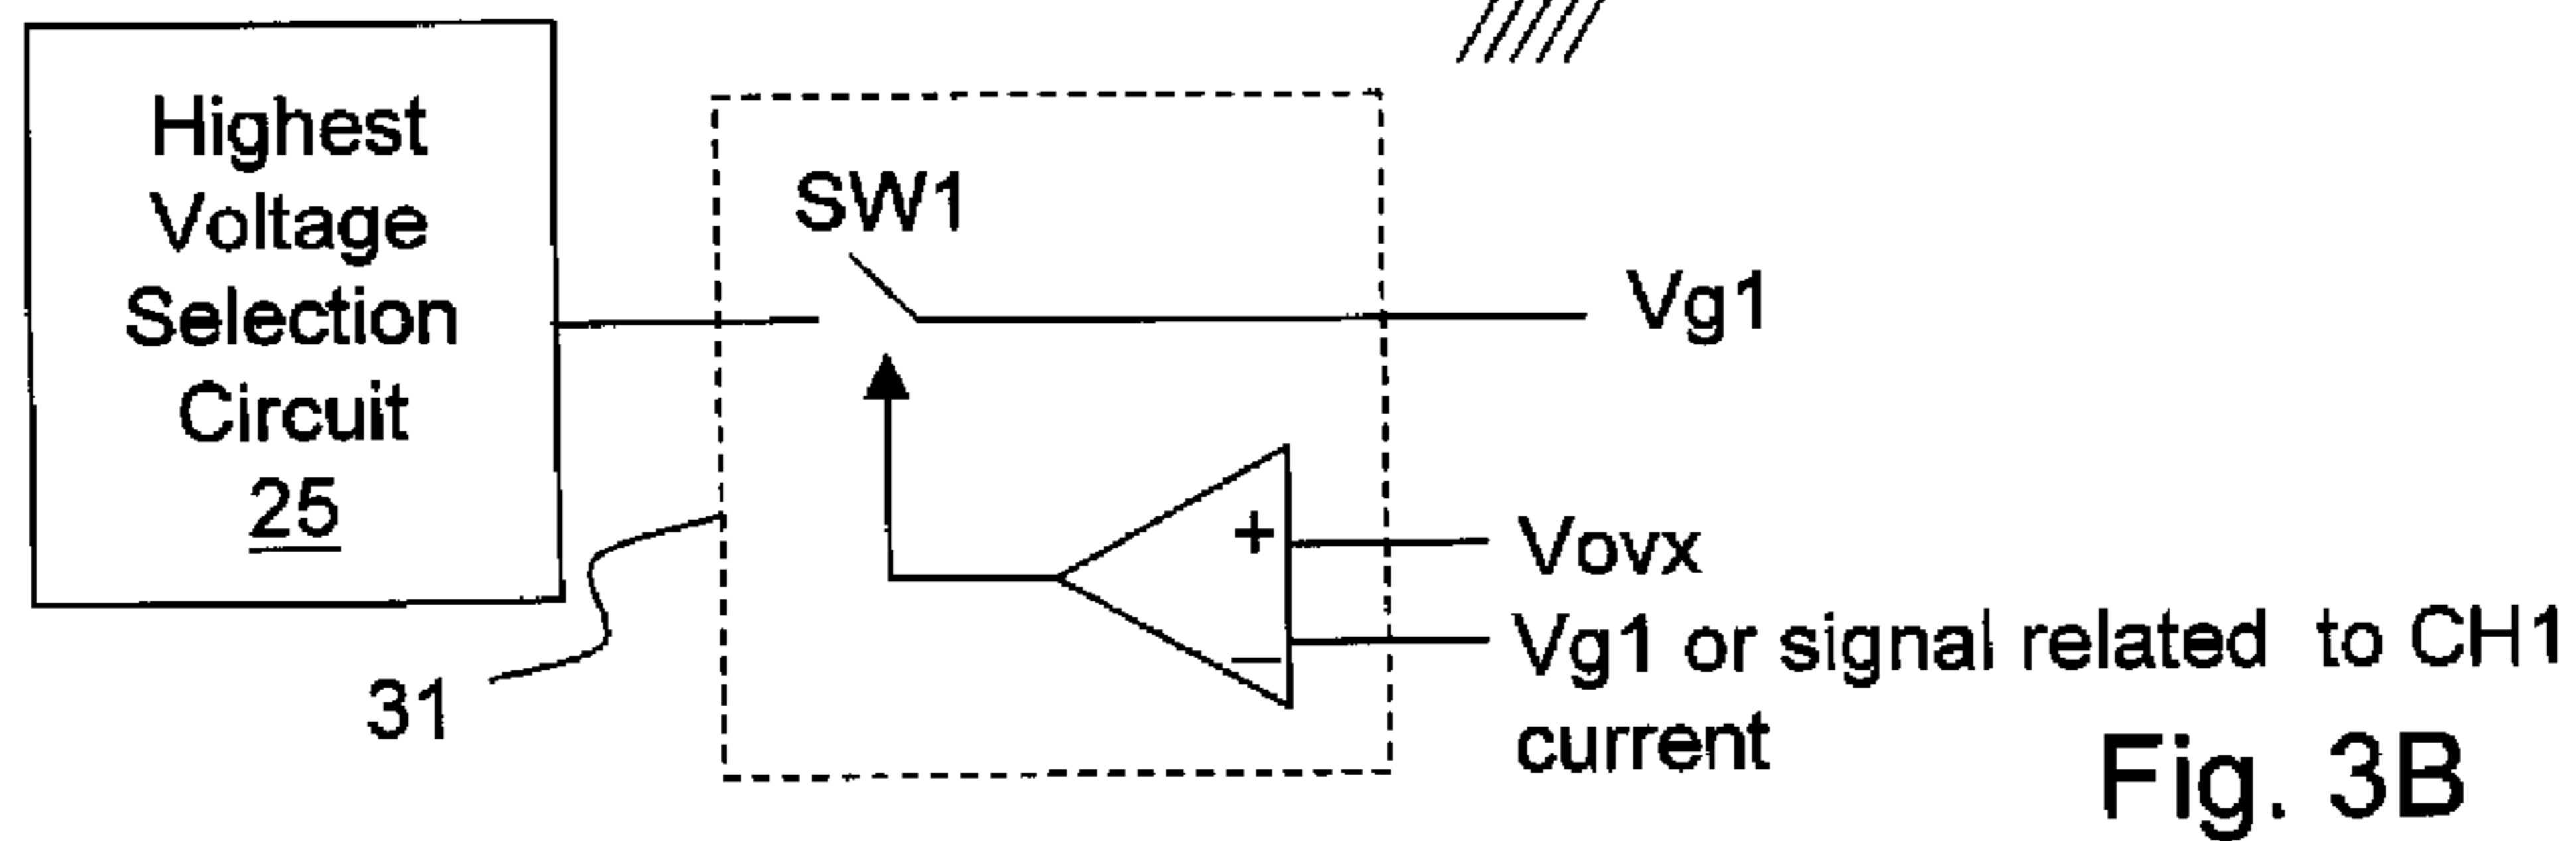 Highest
Voltage
Selection
Circuit
25
SW1
Vg1
+
Vovx
−
Vg1 or signal related to CH1
current
31
Fig. 3B